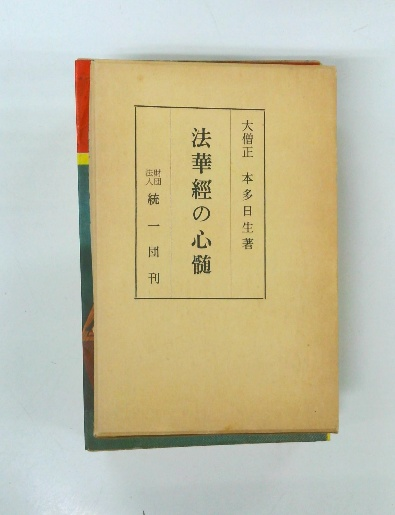 大僧正 本多日生著
法華經の心髓
財団法人 統一団刊